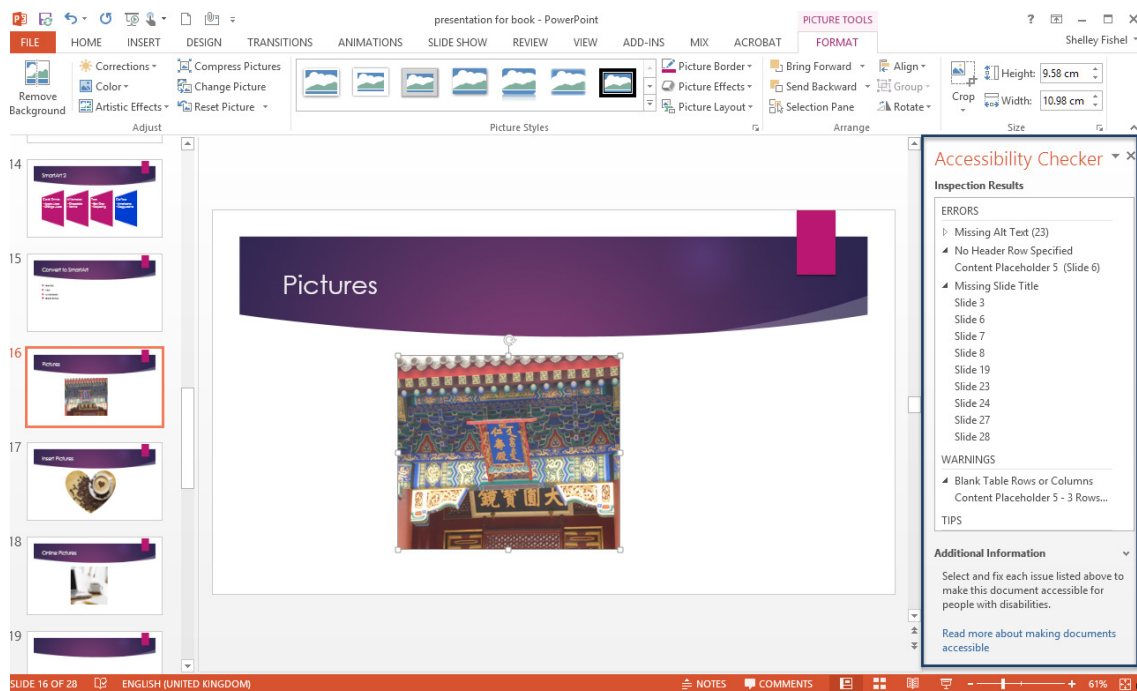 presentation for book - PowerPoint
PICTURE TOOLS
?
FILE HOME INSERT DESIGN TRANSITIONS ANIMATIONS SLIDE SHOW REVIEW VIEW ADD-INS MIX ACROBAT FORMAT Shelley Fishel
Remove Background
Corrections
Color
Artistic Effects
Compress Pictures
Change Picture
Reset Picture
Adjust
Picture Border
Picture Effects
Picture Layout
Picture Styles
Bring Forward
Send Backward
Selection Pane
Align
Group
Rotate
Arrange
Crop
Height: 9.58 cm
Width: 10.98 cm
Size
14
SmartArt 2
15
Convert to SmartArt
16
Pictures
17
Insert Pictures
18
Online Pictures
19
Pictures
大圓寶鏡
Accessibility Checker
Inspection Results
ERRORS
Missing Alt Text (23)
No Header Row Specified
Content Placeholder 5 (Slide 6)
Missing Slide Title
Slide 3
Slide 6
Slide 7
Slide 8
Slide 19
Slide 23
Slide 24
Slide 27
Slide 28
WARNINGS
Blank Table Rows or Columns
Content Placeholder 5 - 3 Rows...
TIPS
Additional Information
Select and fix each issue listed above to
make this document accessible for
people with disabilities.
Read more about making documents
accessible
SLIDE 16 OF 28 ENGLISH (UNITED KINGDOM) NOTES COMMENTS 61%